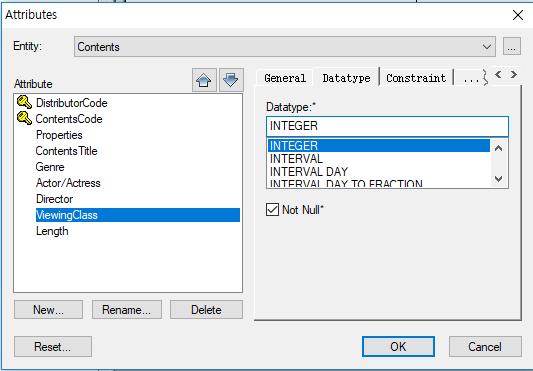 Attributes
Entity:
Contents
...
Attribute
DistributorCode
ContentsCode
Properties
ContentsTitle
Genre
Actor/Actress
Director
ViewingClass
Length
New...
Rename...
Delete
Reset...
General
Datatype
Constraint
...
Datatype:*
INTEGER
INTEGER
INTERVAL
INTERVAL DAY
INTERVAL DAY TO FRACTION
Not Null*
OK
Cancel